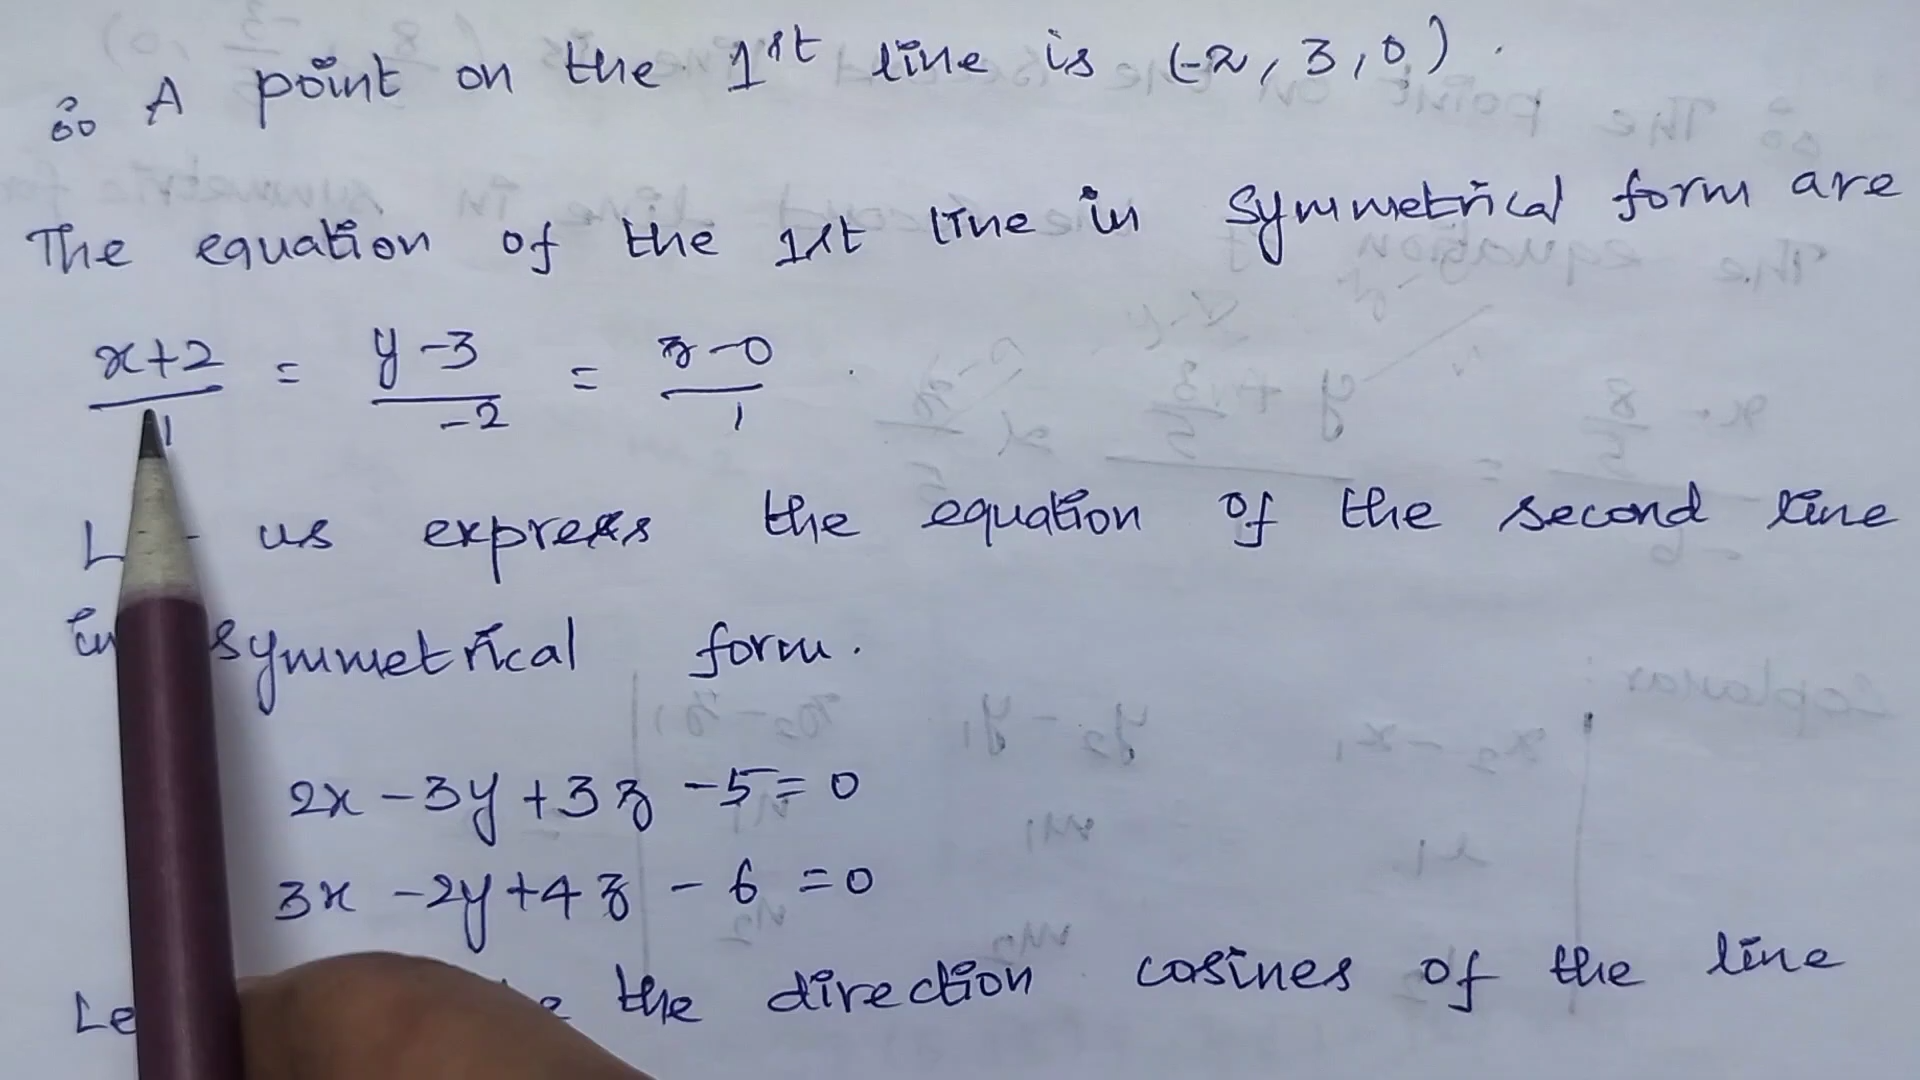 ∴ A point on the 1st line is (-2, 3, 0).
The equation of the 1st line in symmetrical form are
x+2/1 = y-3/-2 = z-0/1.
us express the equation of the second line
in symmetrical form.
2x - 3y + 3z - 5 = 0
3x - 2y + 4z - 6 = 0
the direction cosines of the line